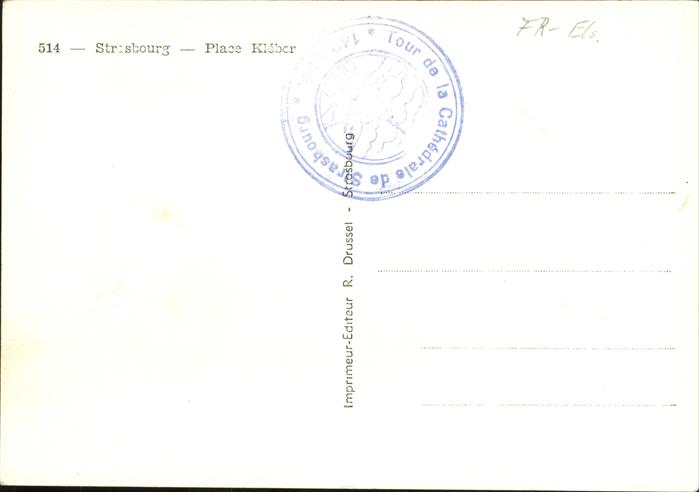 514 — Strasbourg — Place Kléber
FR- Els.
* Tour de la Cathédrale de Strasbourg *
Imprimeur-Editeur R. Drussel - Strasbourg